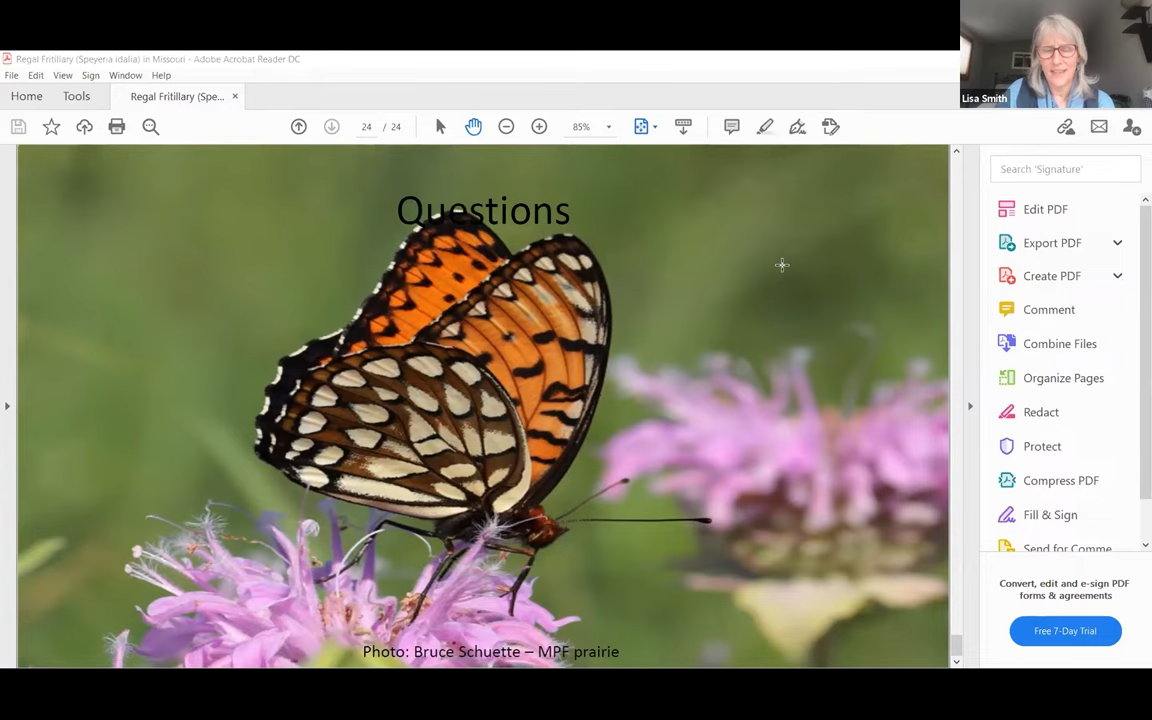 Regal Fritillary (Speyeria idalia) in Missouri - Adobe Acrobat Reader DC
File Edit View Sign Window Help
Home Tools Regal Fritillary (Spe... ×
24 / 24 85%
Lisa Smith
Questions
Photo: Bruce Schuette – MPF prairie
Search 'Signature'
Edit PDF
Export PDF
Create PDF
Comment
Combine Files
Organize Pages
Redact
Protect
Compress PDF
Fill & Sign
Send for Comme
Convert, edit and e-sign PDF
forms & agreements
Free 7-Day Trial